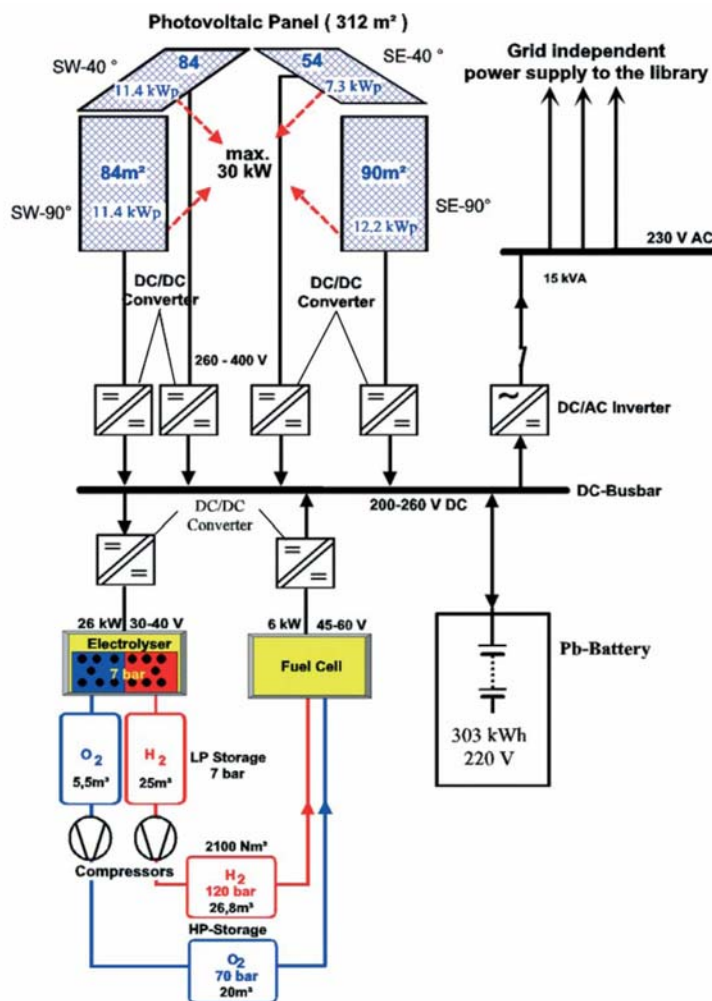 Photovoltaic Panel ( 312 m² )
SW-40 °
84
11.4 kWp
54
SE-40 °
7.3 kWp
Grid independent
power supply to the library
max.
30 kW
84m²
SW-90°
11.4 kWp
90m²
SE-90°
12.2 kWp
230 V AC
15 kVA
DC/DC
Converter
DC/DC
Converter
260 - 400 V
DC/AC Inverter
DC-Busbar
200-260 V DC
DC/DC
Converter
26 kW
30-40 V
Electrolyser
7 bar
6 kW
45-60 V
Fuel Cell
Pb-Battery
303 kWh
220 V
O₂
5,5m³
H₂
25m³
LP Storage
7 bar
Compressors
2100 Nm³
H₂
120 bar
26,8m³
HP-Storage
O₂
70 bar
20m³